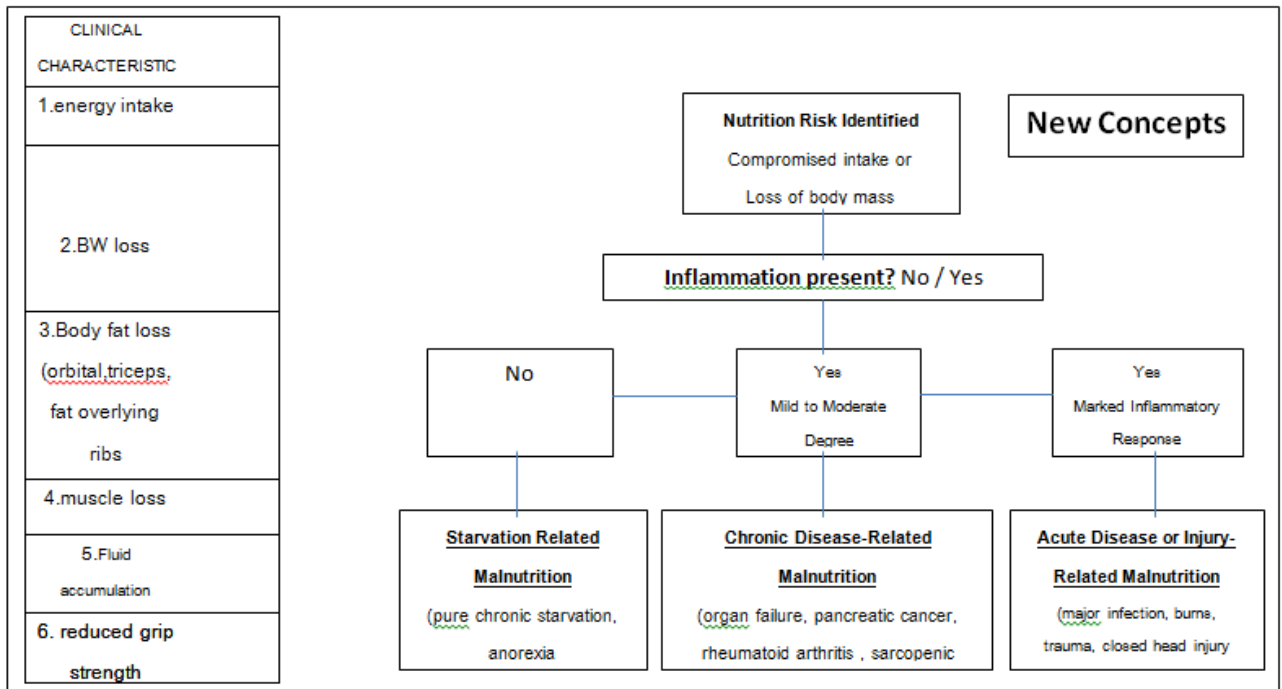 CLINICAL
CHARACTERISTIC
1.energy intake
2.BW loss
3.Body fat loss
(orbital,triceps,
fat overlying
ribs
4.muscle loss
5.Fluid
accumulation
6. reduced grip
strength
Nutrition Risk Identified
Compromised intake or
Loss of body mass
New Concepts
Inflammation present? No / Yes
No
Yes
Mild to Moderate
Degree
Yes
Marked Inflammatory
Response
Starvation Related
Malnutrition
(pure chronic starvation,
anorexia
Chronic Disease-Related
Malnutrition
(organ failure, pancreatic cancer,
rheumatoid arthritis , sarcopenic
Acute Disease or Injury-
Related Malnutrition
(major infection, burns,
trauma, closed head injury